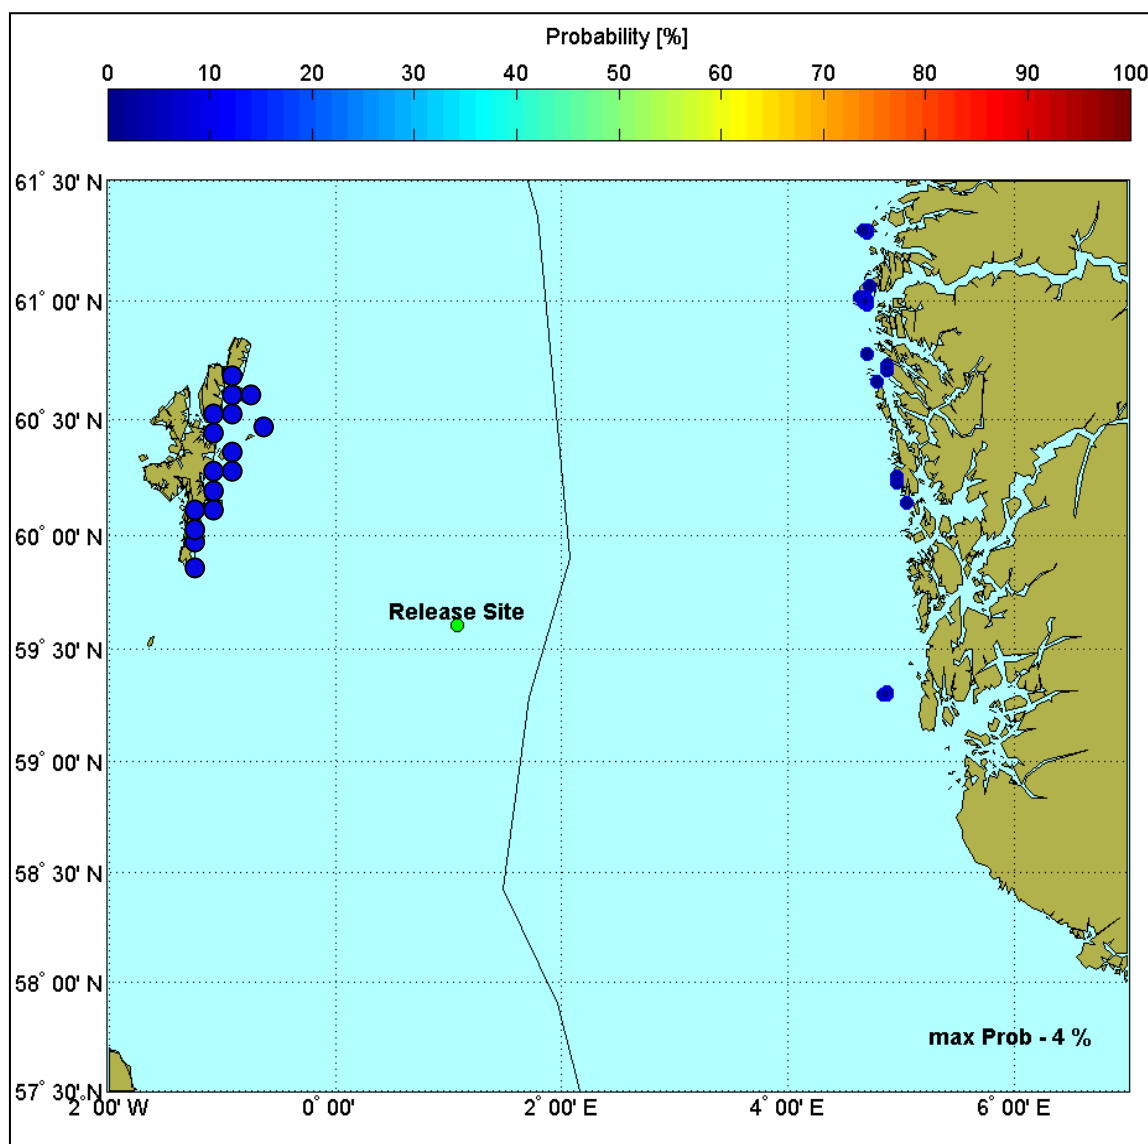 Probability [%]
0 10 20 30 40 50 60 70 80 90 100
61° 30' N
61° 00' N
60° 30' N
60° 00' N
Release Site
59° 30' N
59° 00' N
58° 30' N
58° 00' N
max Prob - 4 %
57° 30' N
2° 00' W 0° 00' 2° 00' E 4° 00' E 6° 00' E